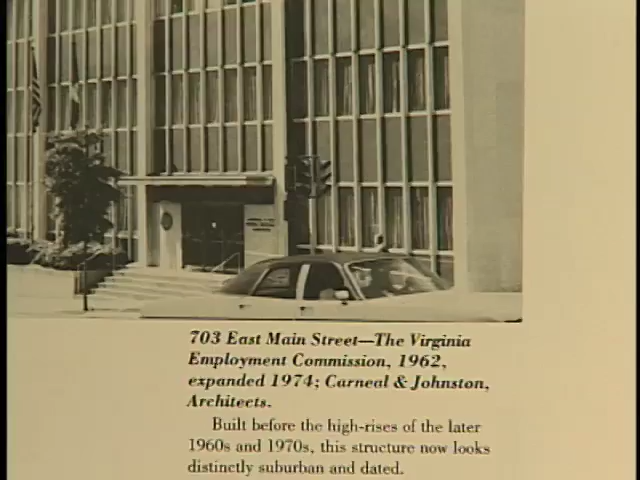 703 East Main Street—The Virginia
Employment Commission, 1962,
expanded 1974; Carneal & Johnston,
Architects.
Built before the high-rises of the later
1960s and 1970s, this structure now looks
distinctly suburban and dated.